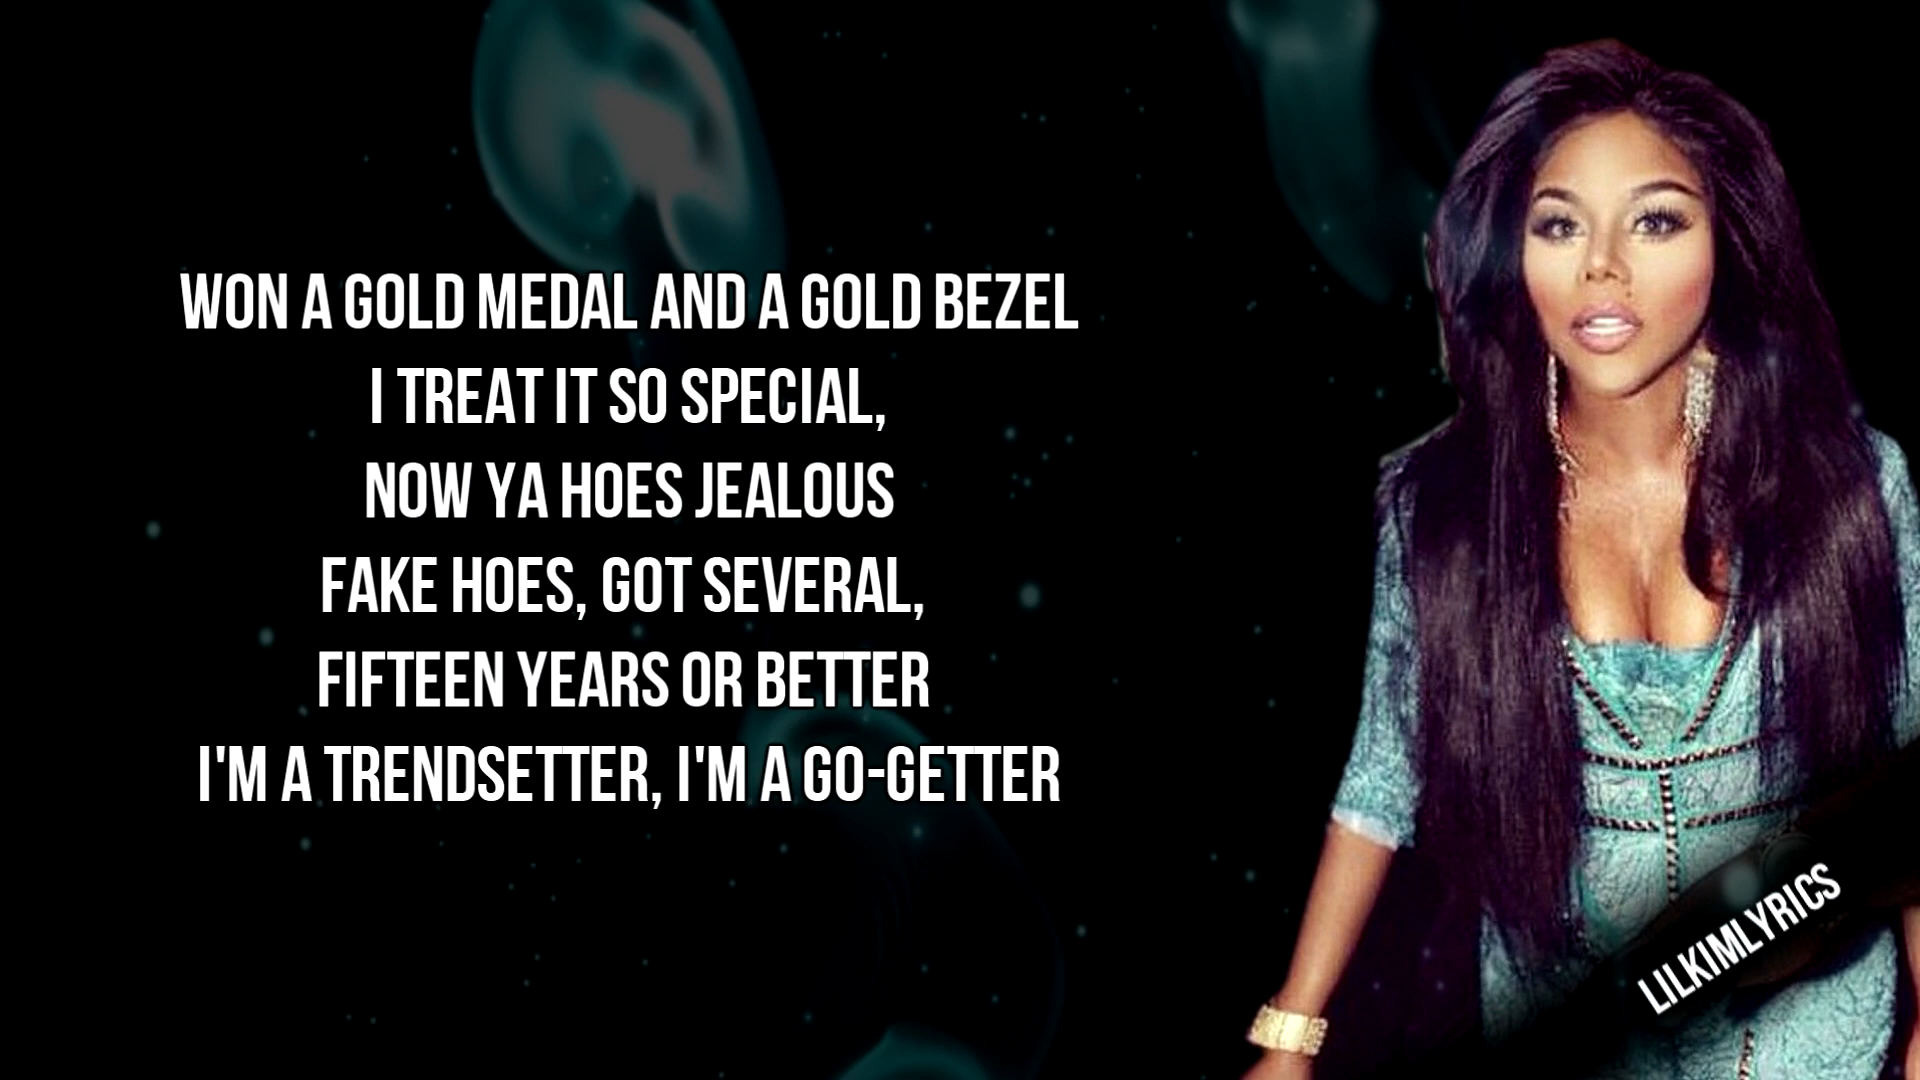 WON A GOLD MEDAL AND A GOLD BEZEL
I TREAT IT SO SPECIAL,
NOW YA HOES JEALOUS
FAKE HOES, GOT SEVERAL,
FIFTEEN YEARS OR BETTER
I'M A TRENDSETTER, I'M A GO-GETTER
LILKIMLYRICS